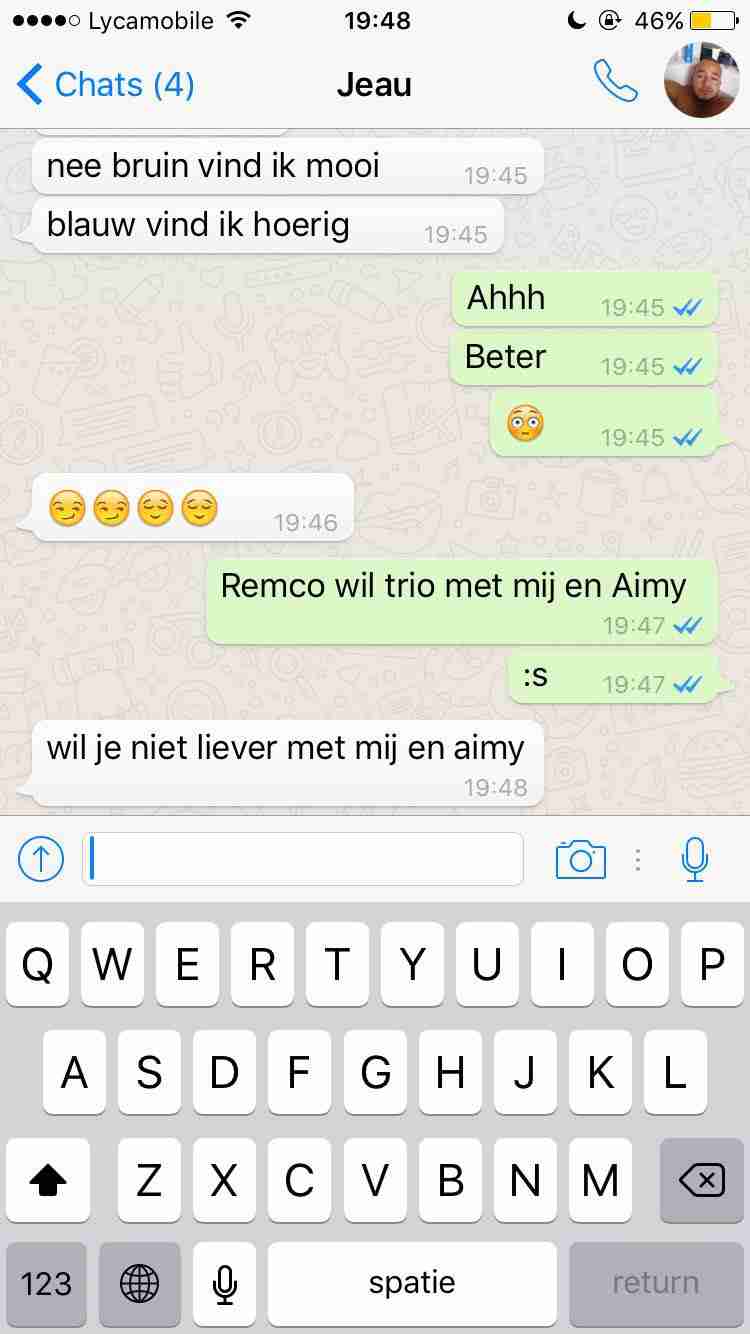 Lycamobile 19:48 46%
Chats (4) Jeau
nee bruin vind ik mooi 19:45
blauw vind ik hoerig 19:45
Ahhh 19:45
Beter 19:45
😳 19:45
😏😏😌😌 19:46
Remco wil trio met mij en Aimy
19:47
:s 19:47
wil je niet liever met mij en aimy
19:48
Q W E R T Y U I O P
A S D F G H J K L
Z X C V B N M
123 spatie return